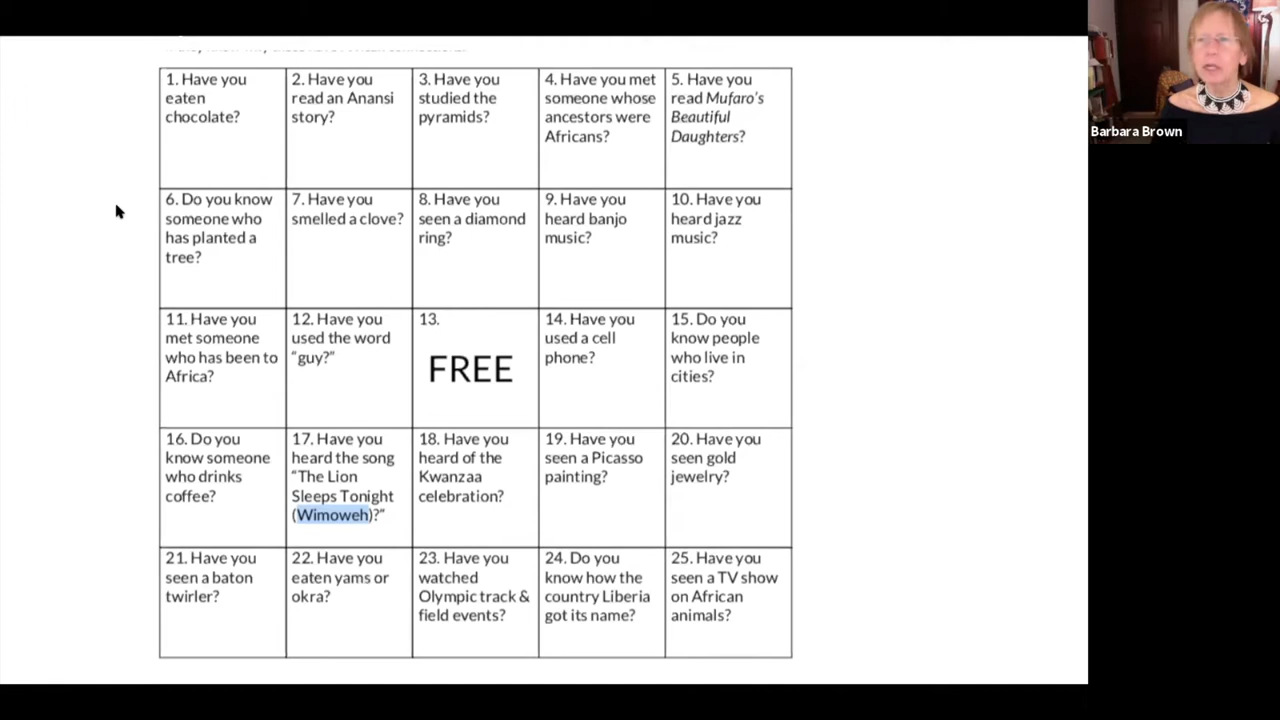 1. Have you
eaten
chocolate?
2. Have you
read an Anansi
story?
3. Have you
studied the
pyramids?
4. Have you met
someone whose
ancestors were
Africans?
5. Have you
read Mufaro's
Beautiful
Daughters?
6. Do you know
someone who
has planted a
tree?
7. Have you
smelled a clove?
8. Have you
seen a diamond
ring?
9. Have you
heard banjo
music?
10. Have you
heard jazz
music?
11. Have you
met someone
who has been to
Africa?
12. Have you
used the word
“guy?”
13.
FREE
14. Have you
used a cell
phone?
15. Do you
know people
who live in
cities?
16. Do you
know someone
who drinks
coffee?
17. Have you
heard the song
“The Lion
Sleeps Tonight
(Wimoweh)?”
18. Have you
heard of the
Kwanzaa
celebration?
19. Have you
seen a Picasso
painting?
20. Have you
seen gold
jewelry?
21. Have you
seen a baton
twirler?
22. Have you
eaten yams or
okra?
23. Have you
watched
Olympic track &
field events?
24. Do you
know how the
country Liberia
got its name?
25. Have you
seen a TV show
on African
animals?
Barbara Brown